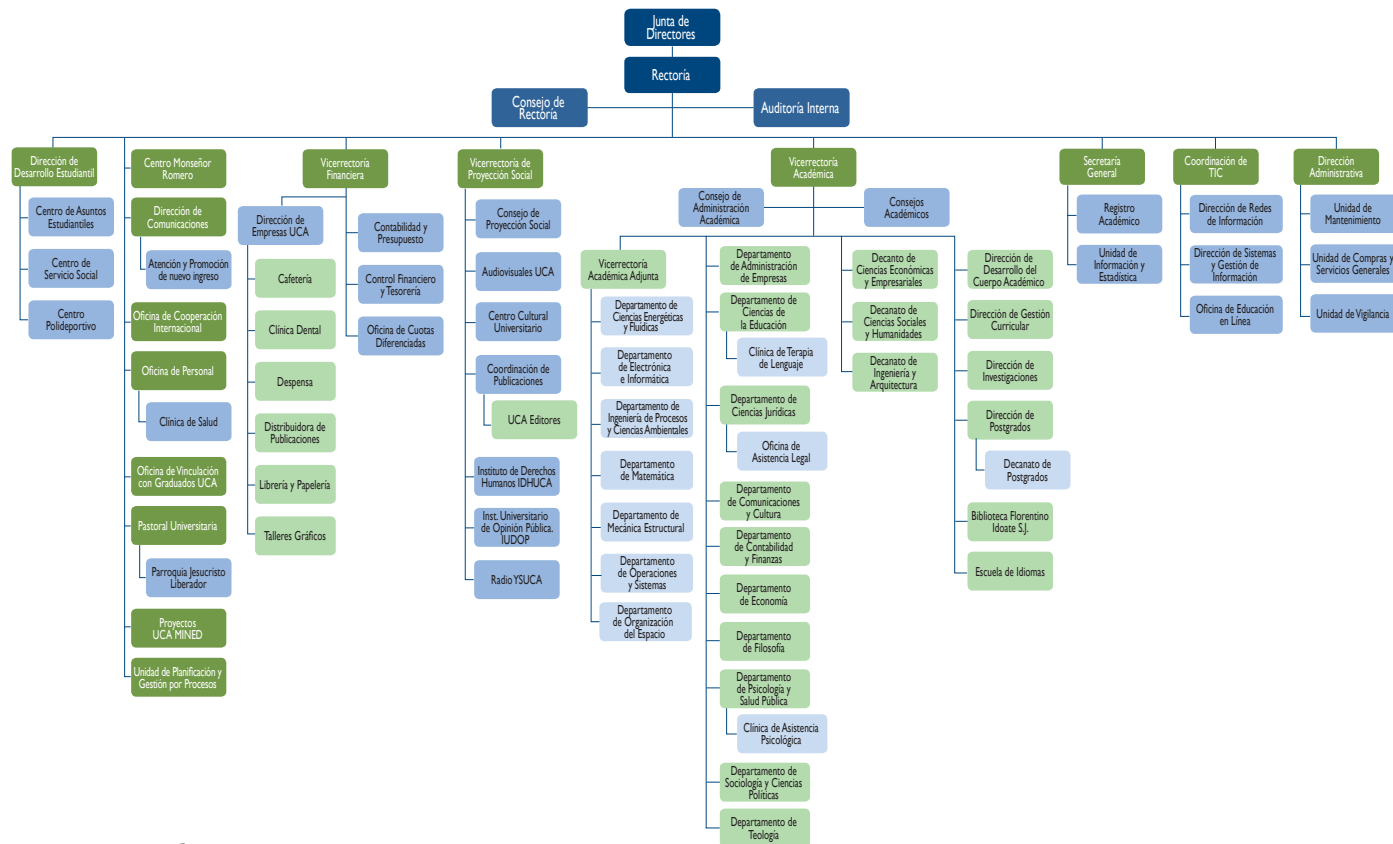 Junta de
Directores
Rectoría
Consejo de
Rectoría
Auditoría Interna
Dirección de
Desarrollo Estudiantil
Centro de Asuntos
Estudiantiles
Centro de
Servicio Social
Centro
Polideportivo
Centro Monseñor
Romero
Dirección de
Comunicaciones
Atención y Promoción
de nuevo ingreso
Oficina de Cooperación
Internacional
Oficina de Personal
Clínica de Salud
Oficina de Vinculación
con Graduados UCA
Pastoral Universitaria
Parroquia Jesucristo
Liberador
Proyectos
UCA MINED
Unidad de Planificación y
Gestión por Procesos
Vicerrectoría
Financiera
Dirección de
Empresas UCA
Cafetería
Clínica Dental
Despensa
Distribuidora de
Publicaciones
Librería y Papelería
Talleres Gráficos
Contabilidad y
Presupuesto
Control Financiero
y Tesorería
Oficina de Cuotas
Diferenciadas
Vicerrectoría de
Proyección Social
Consejo de
Proyección Social
Audiovisuales UCA
Centro Cultural
Universitario
Coordinación de
Publicaciones
UCA Editores
Instituto de Derechos
Humanos IDHUCA
Inst. Universitario
de Opinión Pública.
IUDOP
Radio YSUCA
Vicerrectoría
Académica
Consejo de
Administración
Académica
Consejos
Académicos
Vicerrectoría
Académica Adjunta
Departamento de
Ciencias Energéticas
y Fluídicas
Departamento
de Electrónica
e Informática
Departamento de
Ingeniería de Procesos
y Ciencias Ambientales
Departamento
de Matemática
Departamento de
Mecánica Estructural
Departamento
de Operaciones
y Sistemas
Departamento
de Organización
del Espacio
Departamento
de Administración
de Empresas
Departamento de
Ciencias de
la Educación
Clínica de Terapia
de Lenguaje
Departamento de
Ciencias Jurídicas
Oficina de
Asistencia Legal
Departamento
de Comunicaciones
y Cultura
Departamento
de Contabilidad
y Finanzas
Departamento
de Economía
Departamento
de Filosofía
Departamento
de Psicología y
Salud Pública
Clínica de Asistencia
Psicológica
Departamento de
Sociología y Ciencias
Políticas
Departamento de
Teología
Decanto de
Ciencias Económicas
y Empresariales
Decanato de
Ciencias Sociales
y Humanidades
Decanato de
Ingeniería y
Arquitectura
Dirección de
Desarrollo del
Cuerpo Académico
Dirección de Gestión
Curricular
Dirección de
Investigaciones
Dirección de
Postgrados
Decanato de
Postgrados
Biblioteca Florentino
Idoate S.J.
Escuela de Idiomas
Secretaría
General
Registro
Académico
Unidad de
Información y
Estadística
Coordinación de
TIC
Dirección de Redes
de Información
Dirección de Sistemas
y Gestión de
Información
Oficina de Educación
en Línea
Dirección
Administrativa
Unidad de
Mantenimiento
Unidad de Compras y
Servicios Generales
Unidad de Vigilancia